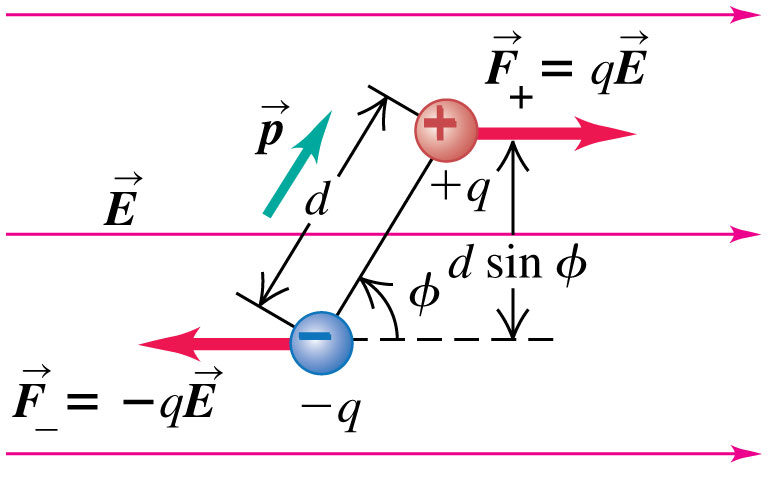 F⃗₊ = qE⃗
p⃗
+
d
+q
E⃗
d sin ϕ
ϕ
−
F⃗₋ = −qE⃗
−q